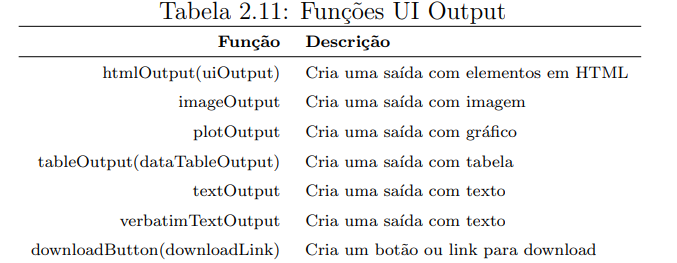 Tabela 2.11: Funções UI Output
Função Descrição
htmlOutput(uiOutput) Cria uma saída com elementos em HTML
imageOutput Cria uma saída com imagem
plotOutput Cria uma saída com gráfico
tableOutput(dataTableOutput) Cria uma saída com tabela
textOutput Cria uma saída com texto
verbatimTextOutput Cria uma saída com texto
downloadButton(downloadLink) Cria um botão ou link para download